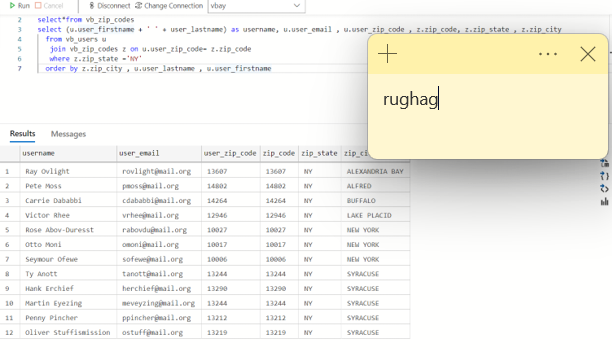 Run Cancel Disconnect Change Connection vbay
2 select*from vb_zip_codes
3 select (u.user_firstname + ' ' + user_lastname) as username, u.user_email , u.user_zip_code , z.zip_code, z.zip_state , z.zip_city
4 from vb_users u
5 join vb_zip_codes z on u.user_zip_code= z.zip_code
6 where z.zip_state ='NY'
7 order by z.zip_city , u.user_lastname , u.user_firstname
rughag
Results Messages
username user_email user_zip_code zip_code zip_state
1 Ray Ovlight rovlight@mail.org 13607 13607 NY ALEXANDRIA BAY
2 Pete Moss pmoss@mail.org 14802 14802 NY ALFRED
3 Carrie Dababbi cdababbi@mail.org 14264 14264 NY BUFFALO
4 Victor Rhee vrhee@mail.org 12946 12946 NY LAKE PLACID
5 Rose Abov-Duresst rabovdu@mail.org 10027 10027 NY NEW YORK
6 Otto Moni omoni@mail.org 10017 10017 NY NEW YORK
7 Seymour Ofewe sofewe@mail.org 10006 10006 NY NEW YORK
8 Ty Anott tanott@mail.org 13244 13244 NY SYRACUSE
9 Hank Erchief herchief@mail.org 13290 13290 NY SYRACUSE
10 Martin Eyezing meveyzing@mail.org 13244 13244 NY SYRACUSE
11 Penny Pincher ppincher@mail.org 13212 13212 NY SYRACUSE
12 Oliver Stuffismission ostuff@mail.org 13219 13219 NY SYRACUSE